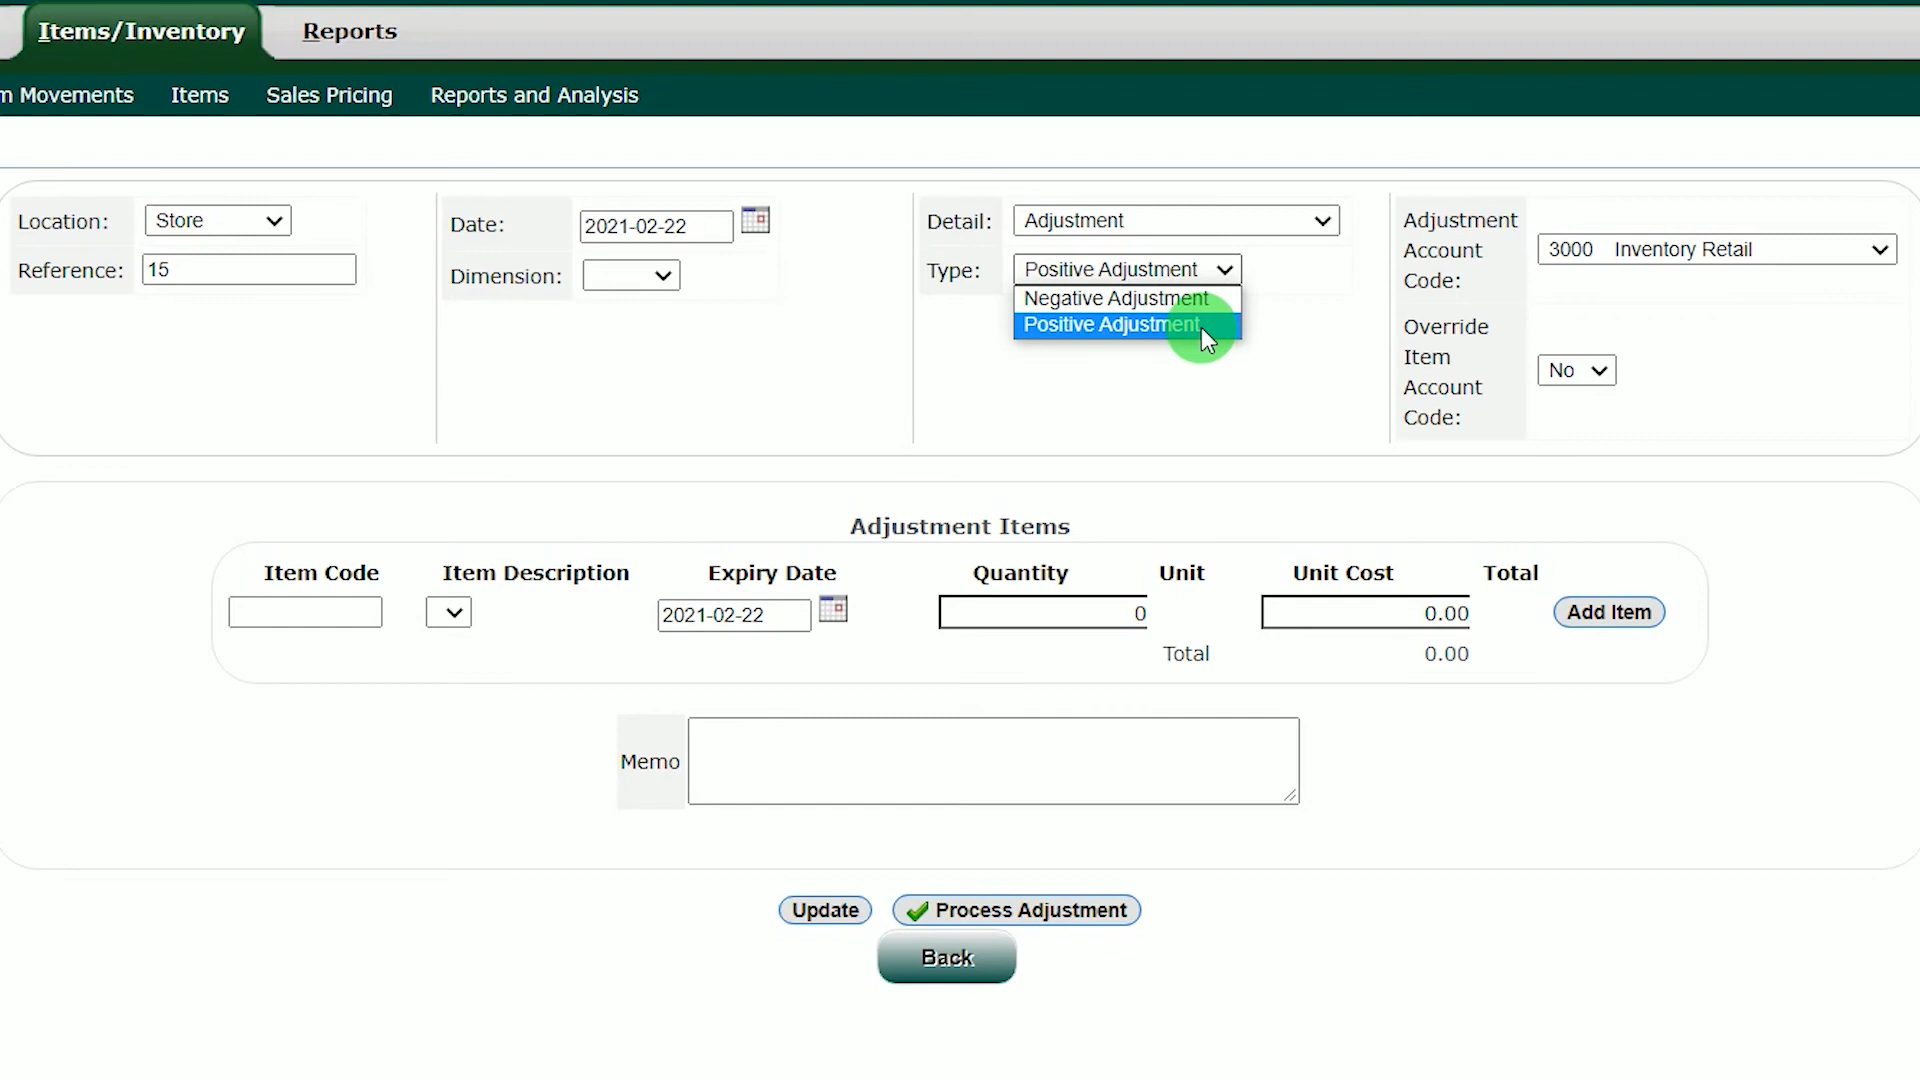 Items/Inventory
Reports
m Movements
Items
Sales Pricing
Reports and Analysis
Location:
Store
Reference:
15
Date:
2021-02-22
Dimension:
Detail:
Adjustment
Type:
Positive Adjustment
Negative Adjustment
Positive Adjustment
Adjustment
Account
Code:
3000 Inventory Retail
Override
Item
Account
Code:
No
Adjustment Items
Item Code
Item Description
Expiry Date
Quantity
Unit
Unit Cost
Total
2021-02-22
0
0.00
Add Item
Total
0.00
Memo
Update
Process Adjustment
Back